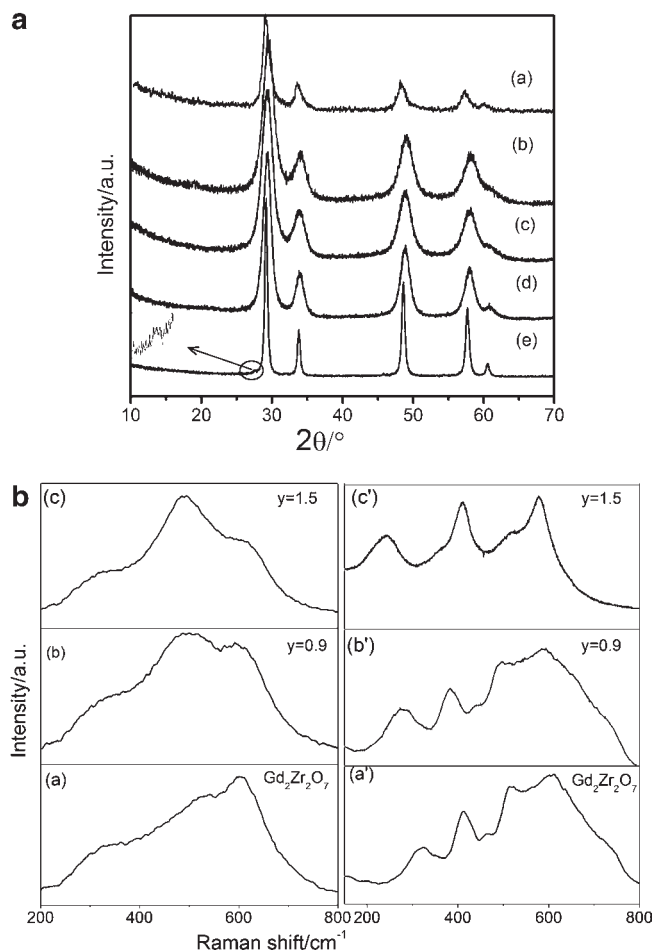 a
(a)
(b)
(c)
(d)
(e)
Intensity/a.u.
10 20 30 40 50 60 70
2θ/°
b
(c) y=1.5 (c') y=1.5
(b) y=0.9 (b') y=0.9
(a) Gd₂Zr₂O₇ (a') Gd₂Zr₂O₇
Intensity/a.u.
200 400 600 800 200 400 600 800
Raman shift/cm⁻¹